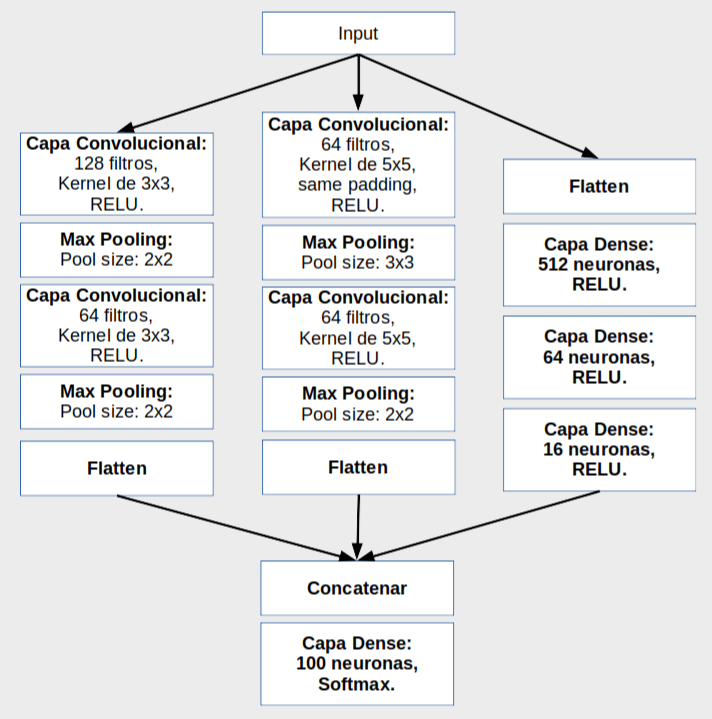 Input
Capa Convolucional:
128 filtros,
Kernel de 3x3,
RELU.
Max Pooling:
Pool size: 2x2
Capa Convolucional:
64 filtros,
Kernel de 3x3,
RELU.
Max Pooling:
Pool size: 2x2
Flatten
Capa Convolucional:
64 filtros,
Kernel de 5x5,
same padding,
RELU.
Max Pooling:
Pool size: 3x3
Capa Convolucional:
64 filtros,
Kernel de 5x5,
RELU.
Max Pooling:
Pool size: 2x2
Flatten
Flatten
Capa Dense:
512 neuronas,
RELU.
Capa Dense:
64 neuronas,
RELU.
Capa Dense:
16 neuronas,
RELU.
Concatenar
Capa Dense:
100 neuronas,
Softmax.